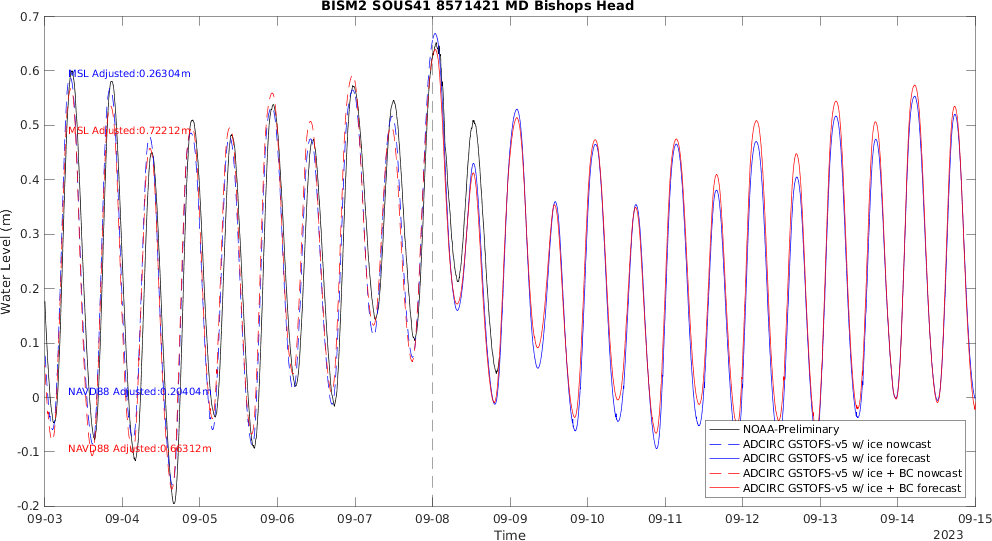 BISM2 SOUS41 8571421 MD Bishops Head
Water Level (m)
0.7
0.6
0.5
0.4
0.3
0.2
0.1
0
-0.1
-0.2
MSL Adjusted:0.26304m
MSL Adjusted:0.72212m
NAVD88 Adjusted:0.20404m
NAVD88 Adjusted:0.66312m
NOAA-Preliminary
ADCIRC GSTOFS-v5 w/ ice nowcast
ADCIRC GSTOFS-v5 w/ ice forecast
ADCIRC GSTOFS-v5 w/ ice + BC nowcast
ADCIRC GSTOFS-v5 w/ ice + BC forecast
09-03 09-04 09-05 09-06 09-07 09-08 09-09 09-10 09-11 09-12 09-13 09-14 09-15
Time
2023